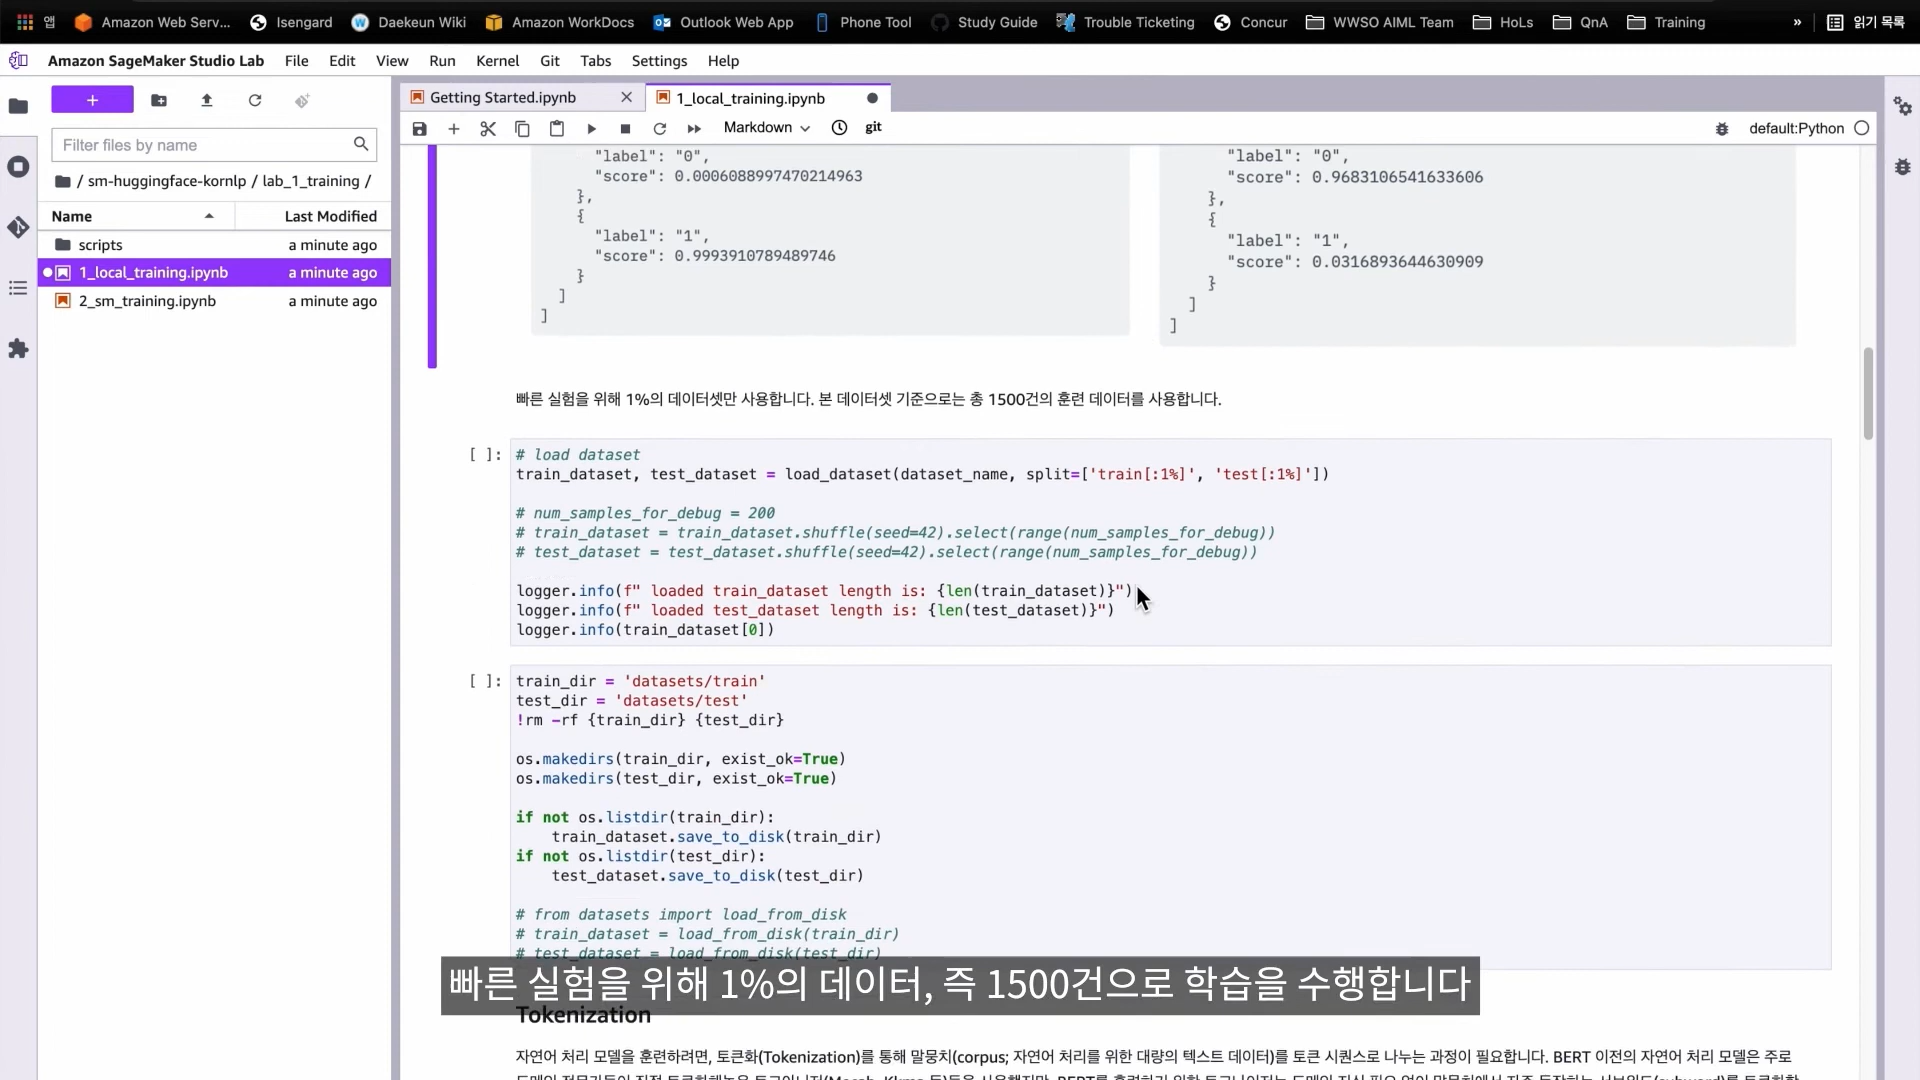 앱 Amazon Web Serv... Isengard Daekeun Wiki Amazon WorkDocs Outlook Web App Phone Tool Study Guide Trouble Ticketing Concur WWSO AIML Team HoLs QnA Training » 읽기 목록
Amazon SageMaker Studio Lab File Edit View Run Kernel Git Tabs Settings Help
Getting Started.ipynb
1_local_training.ipynb
Markdown
git
default:Python
Filter files by name
/ sm-huggingface-kornlp / lab_1_training /
Name Last Modified
scripts a minute ago
1_local_training.ipynb a minute ago
2_sm_training.ipynb a minute ago
"label": "0",
"score": 0.0006088997470214963
},
{
"label": "1",
"score": 0.9993910789489746
}
]
]
"label": "0",
"score": 0.9683106541633606
},
{
"label": "1",
"score": 0.0316893644630909
}
]
]
빠른 실험을 위해 1%의 데이터셋만 사용합니다. 본 데이터셋 기준으로는 총 1500건의 훈련 데이터를 사용합니다.
[ ]:
# load dataset
train_dataset, test_dataset = load_dataset(dataset_name, split=['train[:1%]', 'test[:1%]'])
# num_samples_for_debug = 200
# train_dataset = train_dataset.shuffle(seed=42).select(range(num_samples_for_debug))
# test_dataset = test_dataset.shuffle(seed=42).select(range(num_samples_for_debug))
logger.info(f" loaded train_dataset length is: {len(train_dataset)}")
logger.info(f" loaded test_dataset length is: {len(test_dataset)}")
logger.info(train_dataset[0])
[ ]:
train_dir = 'datasets/train'
test_dir = 'datasets/test'
!rm -rf {train_dir} {test_dir}
os.makedirs(train_dir, exist_ok=True)
os.makedirs(test_dir, exist_ok=True)
if not os.listdir(train_dir):
train_dataset.save_to_disk(train_dir)
if not os.listdir(test_dir):
test_dataset.save_to_disk(test_dir)
# from datasets import load_from_disk
# train_dataset = load_from_disk(train_dir)
# test_dataset = load_from_disk(test_dir)
빠른 실험을 위해 1%의 데이터, 즉 1500건으로 학습을 수행합니다
Tokenization
자연어 처리 모델을 훈련하려면, 토큰화(Tokenization)를 통해 말뭉치(corpus; 자연어 처리를 위한 대량의 텍스트 데이터)를 토큰 시퀀스로 나누는 과정이 필요합니다. BERT 이전의 자연어 처리 모델은 주로